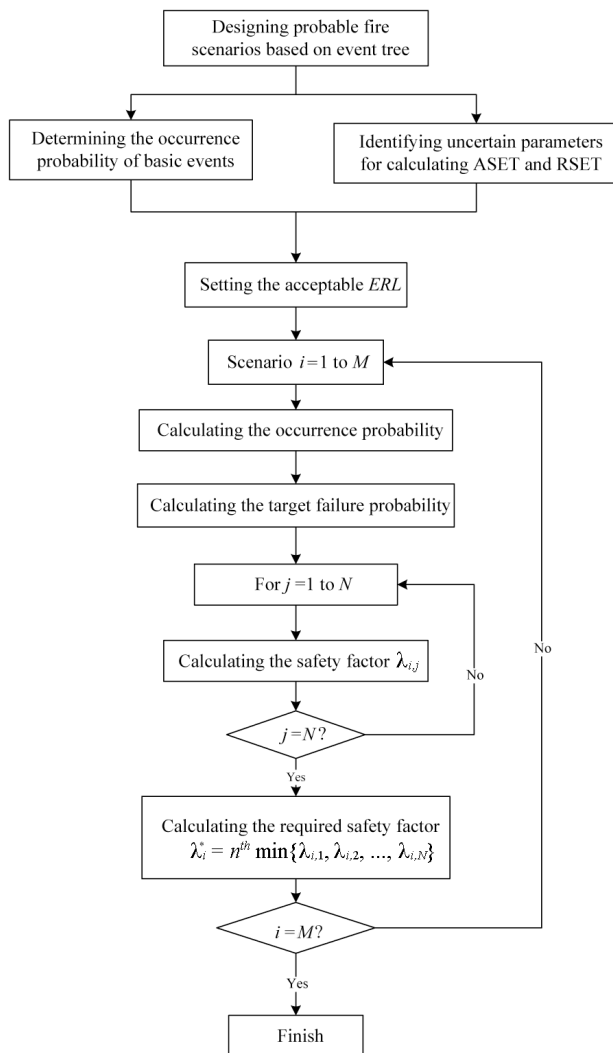 Designing probable fire
scenarios based on event tree
Determining the occurrence
probability of basic events
Identifying uncertain parameters
for calculating ASET and RSET
Setting the acceptable ERL
Scenario i=1 to M
Calculating the occurrence probability
Calculating the target failure probability
For j=1 to N
Calculating the safety factor λi,j
No
No
j=N?
Yes
Calculating the required safety factor
λ*i = nth min{λi,1, λi,2, ..., λi,N}
i=M?
Yes
Finish